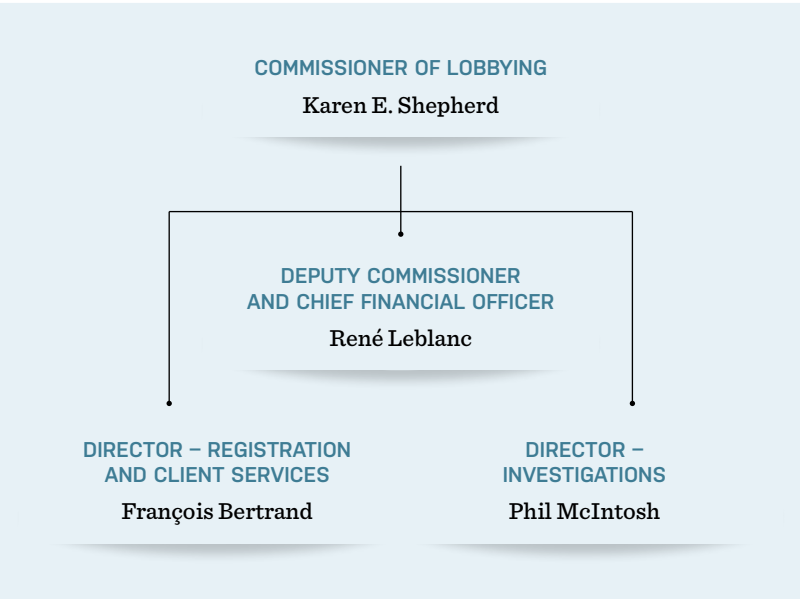 COMMISSIONER OF LOBBYING
Karen E. Shepherd
DEPUTY COMMISSIONER
AND CHIEF FINANCIAL OFFICER
René Leblanc
DIRECTOR – REGISTRATION
AND CLIENT SERVICES
François Bertrand
DIRECTOR –
INVESTIGATIONS
Phil McIntosh